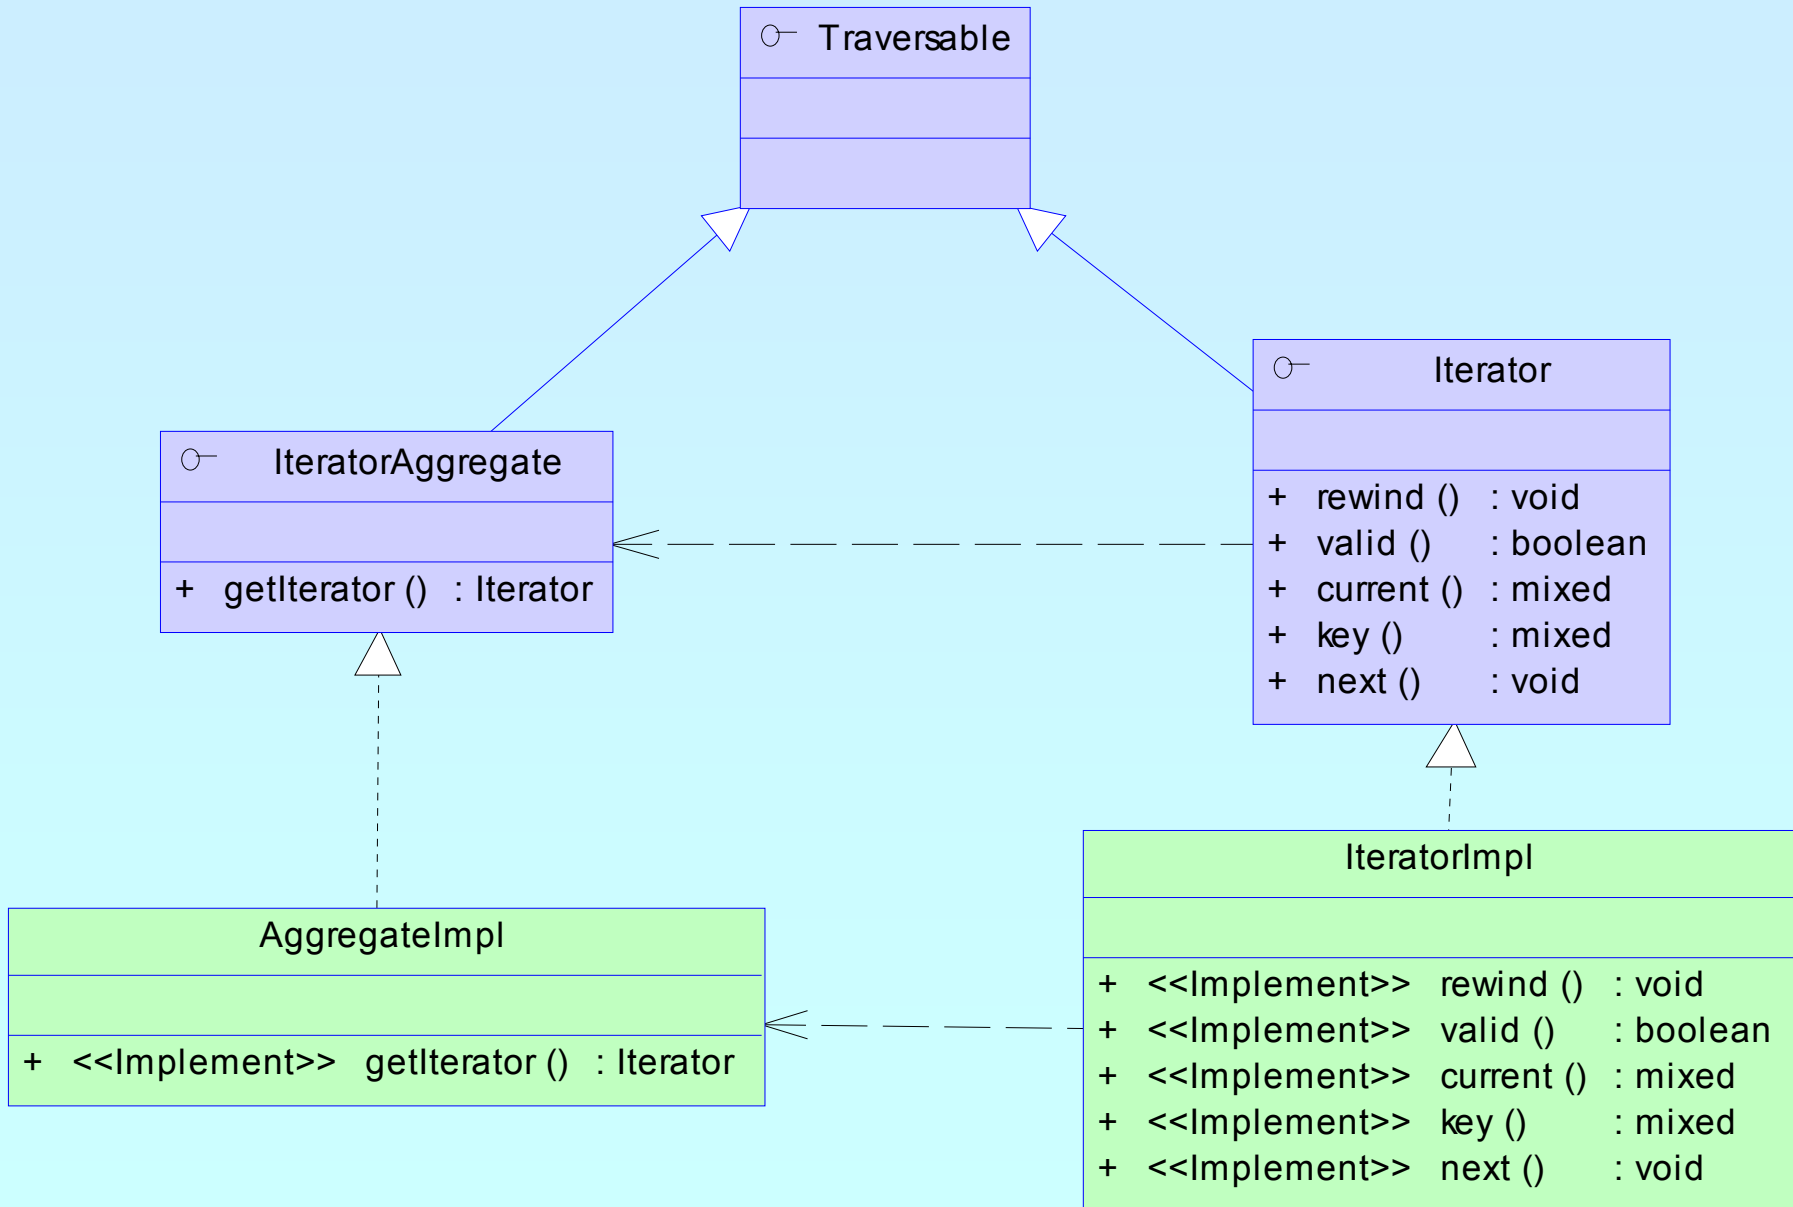 Traversable
Iterator
+ rewind () : void
+ valid () : boolean
+ current () : mixed
+ key () : mixed
+ next () : void
IteratorAggregate
+ getIterator () : Iterator
IteratorImpl
+ <<Implement>> rewind () : void
+ <<Implement>> valid () : boolean
+ <<Implement>> current () : mixed
+ <<Implement>> key () : mixed
+ <<Implement>> next () : void
AggregateImpl
+ <<Implement>> getIterator () : Iterator